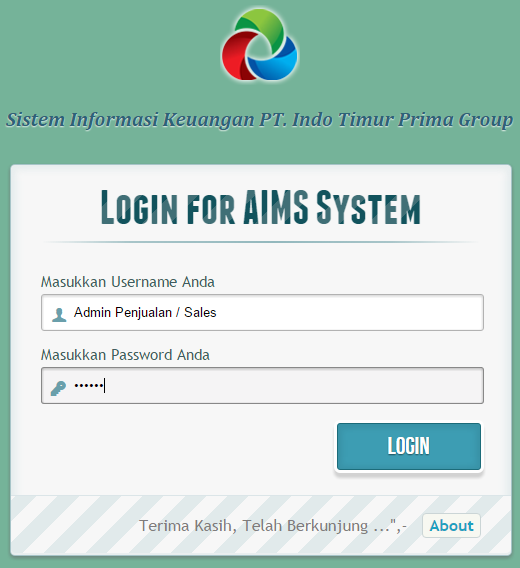 Sistem Informasi Keuangan PT. Indo Timur Prima Group
LOGIN FOR AIMS SYSTEM
Masukkan Username Anda
Admin Penjualan / Sales
Masukkan Password Anda
••••••
LOGIN
Terima Kasih, Telah Berkunjung ...",- About